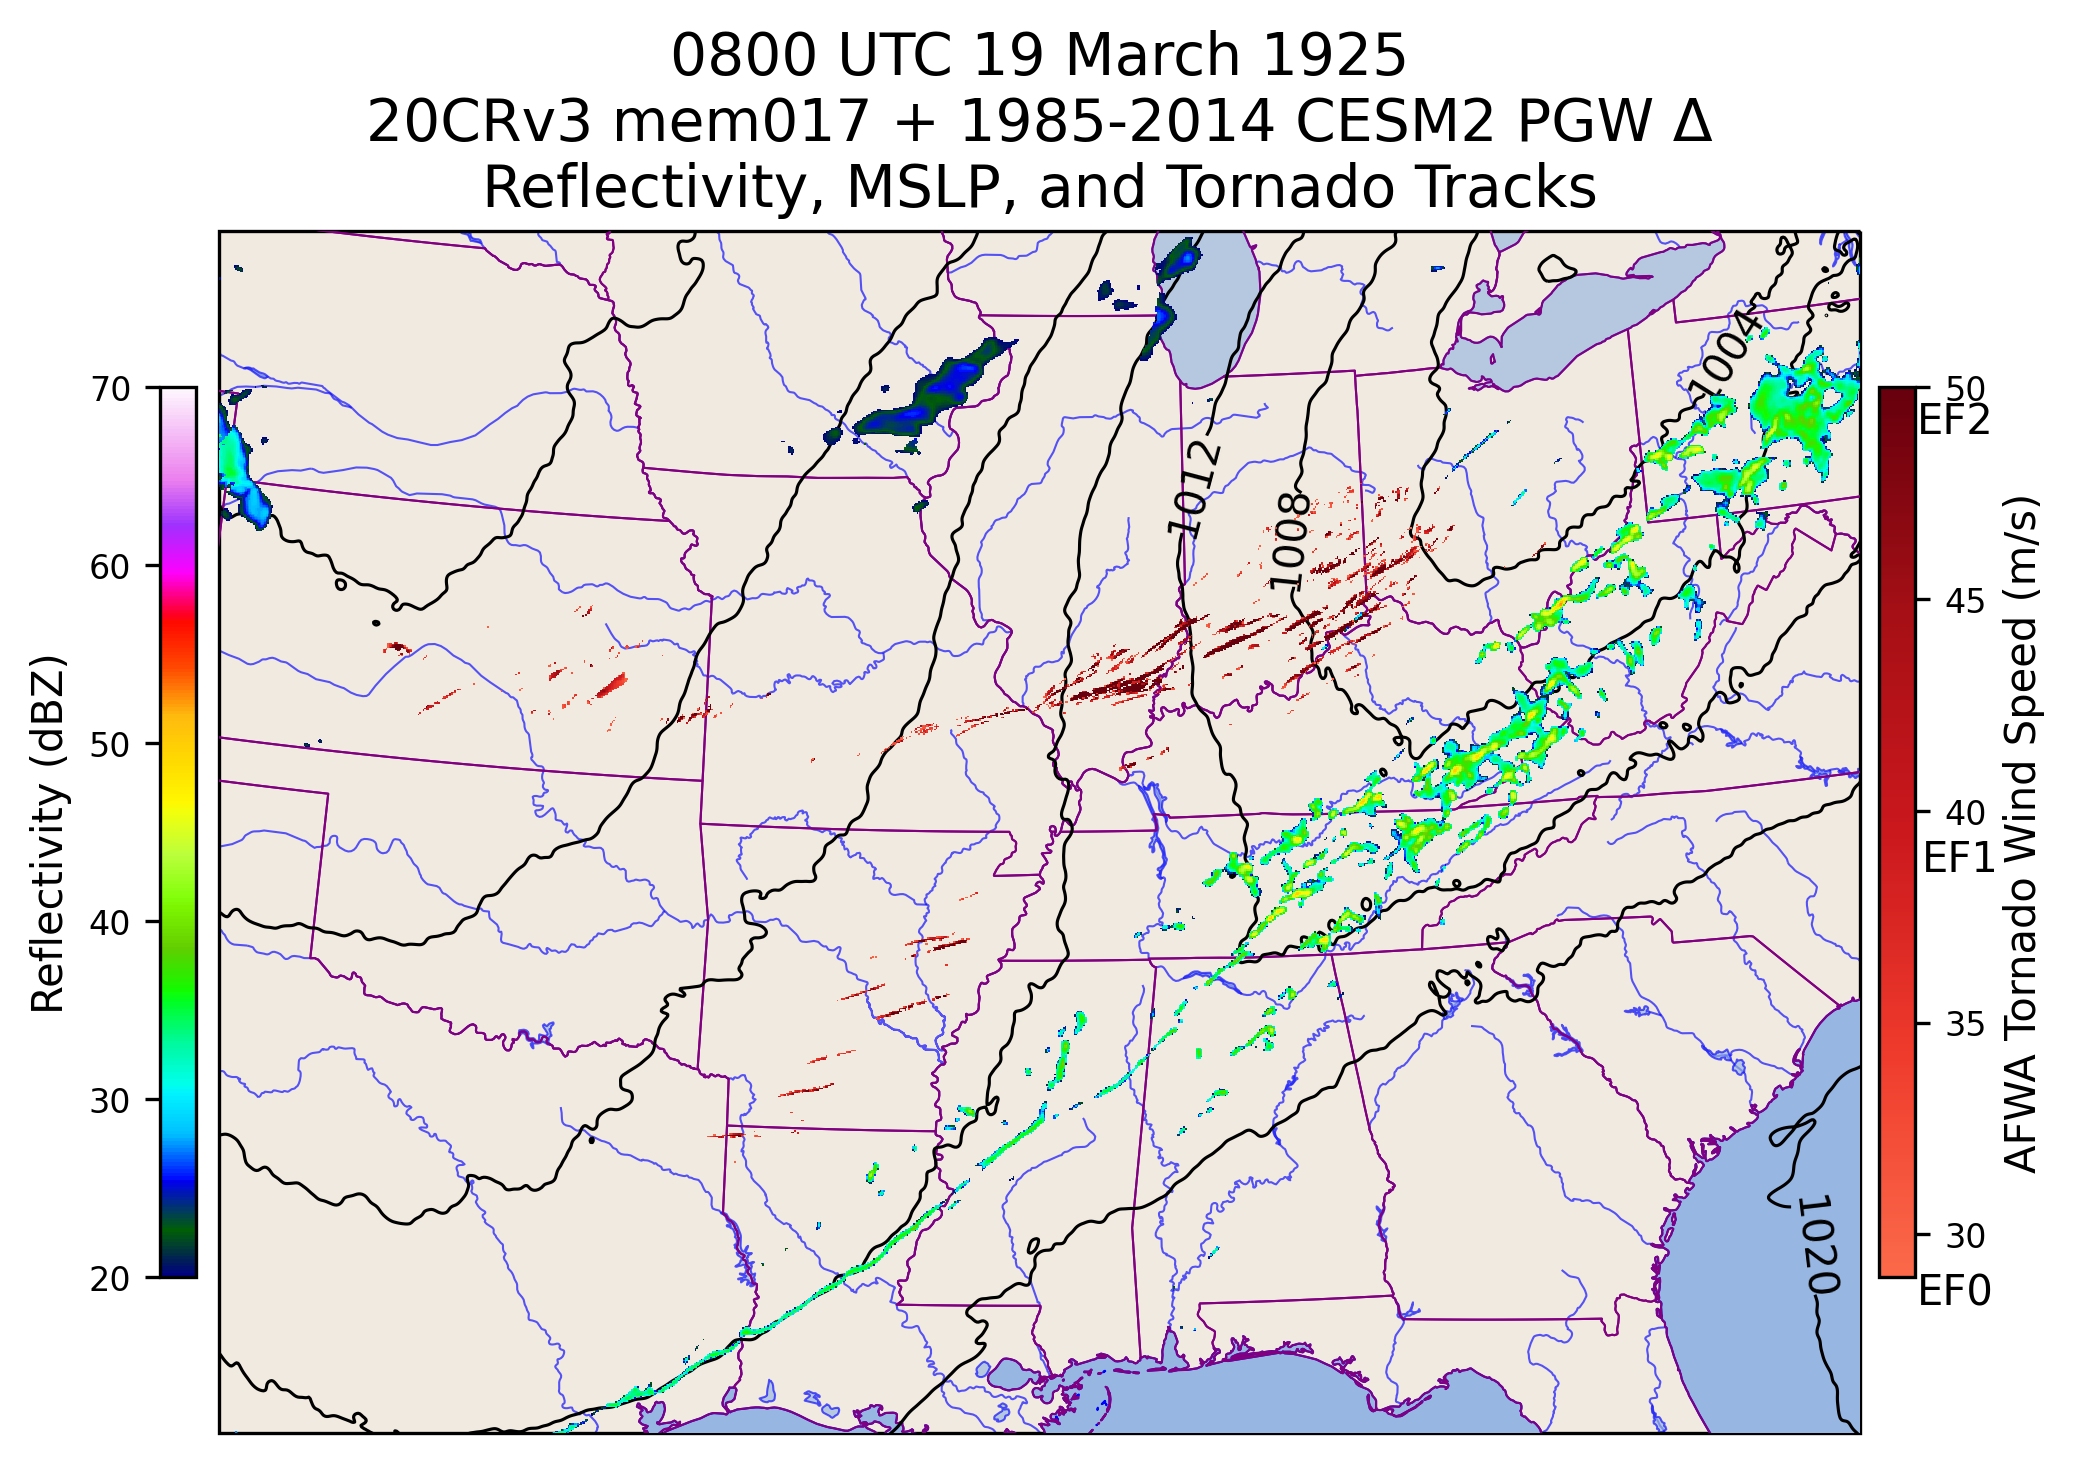 0800 UTC 19 March 1925
20CRv3 mem017 + 1985-2014 CESM2 PGW Δ
Reflectivity, MSLP, and Tornado Tracks
Reflectivity (dBZ)
70
60
50
40
30
20
1004
1012
1008
1020
50
EF2
45
40
EF1
35
30
EF0
AFWA Tornado Wind Speed (m/s)